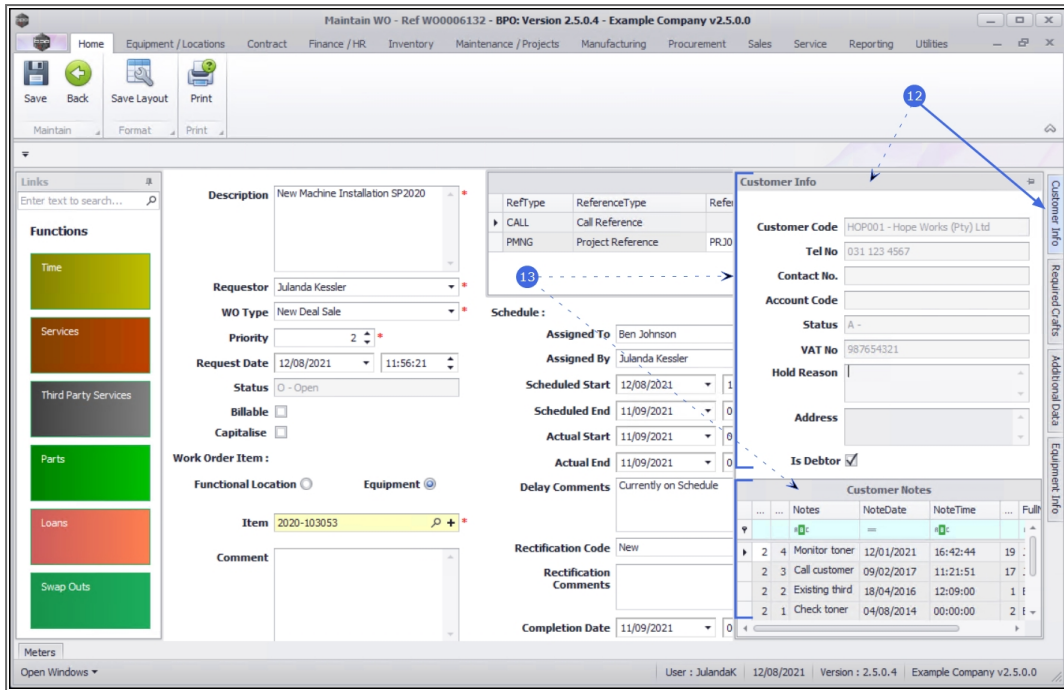 Maintain WO - Ref WO0006132 - BPO: Version 2.5.0.4 - Example Company v2.5.0.0
Home Equipment / Locations Contract Finance / HR Inventory Maintenance / Projects Manufacturing Procurement Sales Service Reporting Utilities
Save Back Save Layout Print
Maintain Format Print
12
Links
Enter text to search...
Functions
Time
Services
Third Party Services
Parts
Loans
Swap Outs
Description New Machine Installation SP2020 *
Requestor Julanda Kessler *
WO Type New Deal Sale *
Priority 2 *
Request Date 12/08/2021 11:56:21
Status O - Open
Billable
Capitalise
Work Order Item :
Functional Location Equipment
Item 2020-103053 *
Comment
RefType ReferenceType Refe
CALL Call Reference
PMNG Project Reference PRJ0
13
Schedule :
Assigned To Ben Johnson
Assigned By Julanda Kessler
Scheduled Start 12/08/2021 1
Scheduled End 11/09/2021 0
Actual Start 11/09/2021 0
Actual End 11/09/2021 0
Delay Comments Currently on Schedule
Rectification Code New
Rectification
Comments
Completion Date 11/09/2021 0
Customer Info
Customer Code HOP001 - Hope Works (Pty) Ltd
Tel No 031 123 4567
Contact No.
Account Code
Status A -
VAT No 987654321
Hold Reason
Address
Is Debtor
Customer Notes
... ... Notes NoteDate NoteTime ... Full
2 4 Monitor toner 12/01/2021 16:42:44 19
2 3 Call customer 09/02/2017 11:21:51 17
2 2 Existing third 18/04/2016 12:09:00 1
2 1 Check toner 04/08/2014 00:00:00 2
Customer Info
Required Crafts
Additional Data
Equipment Info
Meters
Open Windows User : JulandaK 12/08/2021 Version : 2.5.0.4 Example Company v2.5.0.0